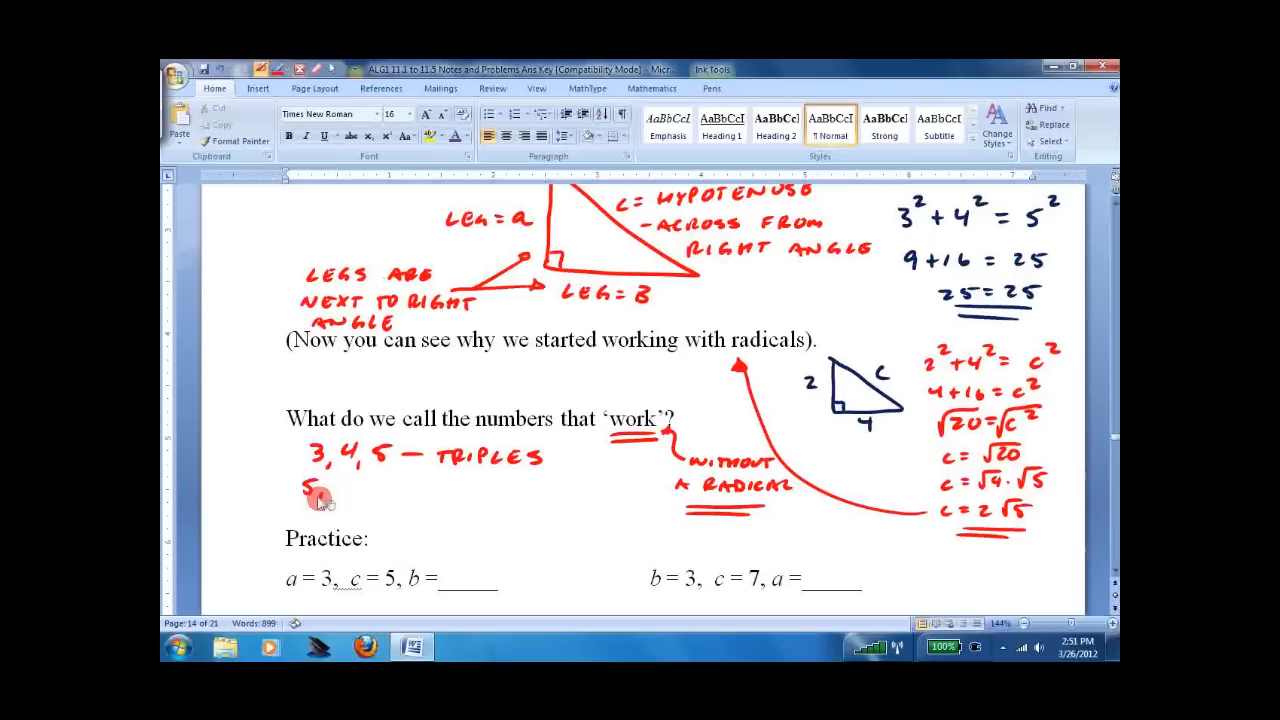 ALG1 11.1 to 11.5 Notes and Problems Ans Key [Compatibility Mode] - Micr...
Ink Tools
Home Insert Page Layout References Mailings Review View MathType Mathematics Pens
Paste
Cut
Copy
Format Painter
Clipboard
Times New Roman 16
Font
Paragraph
AaBbCcI AaBbCcI AaBbCcI AaBbCcI AaBbCcI AaBbCcI
Emphasis Heading 1 Heading 2 ¶ Normal Strong Subtitle
Styles
Change Styles
Find
Replace
Select
Editing
LEG = a
C = HYPOTENUSE
- ACROSS FROM
RIGHT ANGLE
LEGS ARE
NEXT TO RIGHT
ANGLE
LEG = B
3² + 4² = 5²
9 + 16 = 25
25 = 25
(Now you can see why we started working with radicals).
2
c
4
2² + 4² = c²
4 + 16 = c²
√20 = √c²
c = √20
c = √4 · √5
c = 2√5
What do we call the numbers that ‘work’?
3, 4, 5 — TRIPLES
5,
WITHOUT
A RADICAL
Practice:
a = 3, c = 5, b =______
b = 3, c = 7, a =______
Page: 14 of 21 Words: 899
144%
100%
2:51 PM
3/26/2012